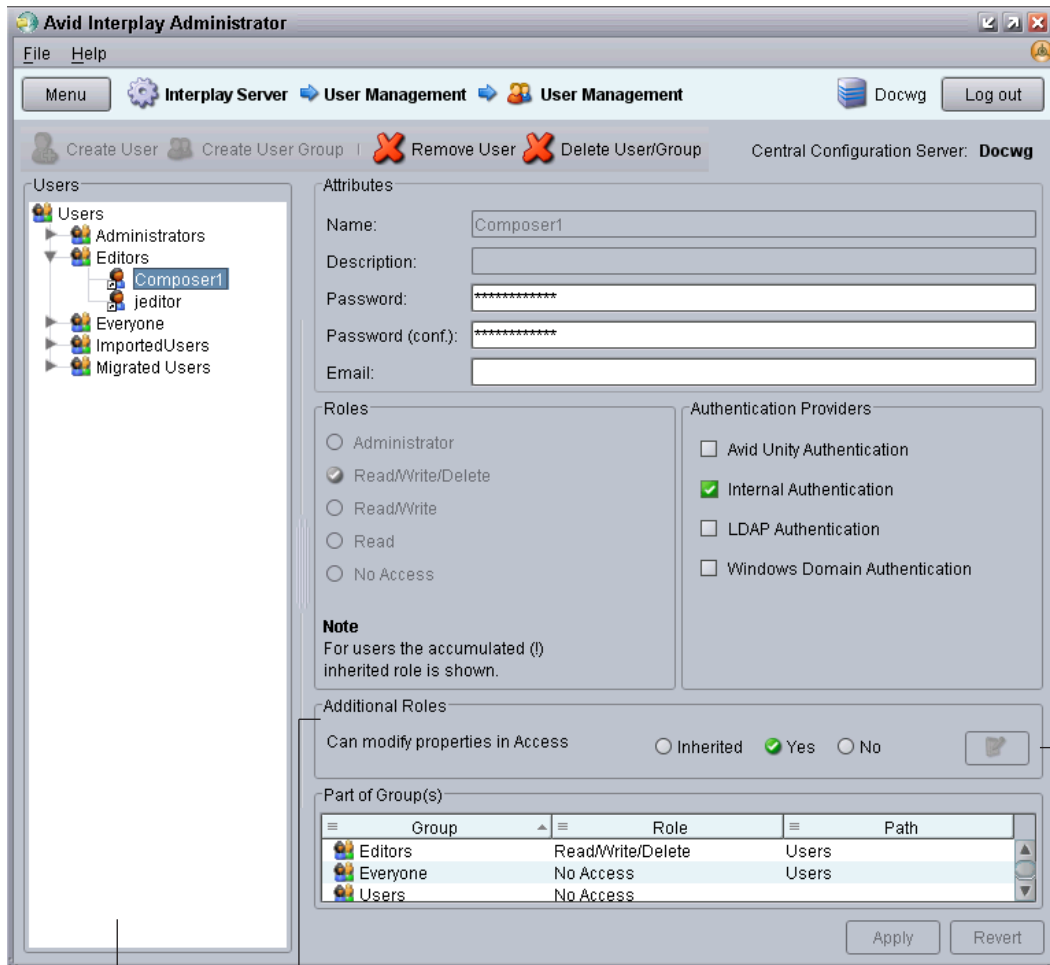 Avid Interplay Administrator
File Help
Menu Interplay Server User Management User Management Docwg Log out
Create User Create User Group Remove User Delete User/Group Central Configuration Server: Docwg
Users
Users
Administrators
Editors
Composer1
jeditor
Everyone
ImportedUsers
Migrated Users
Attributes
Name: Composer1
Description:
Password: ************
Password (conf.): ************
Email:
Roles
Administrator
Read/Write/Delete
Read/Write
Read
No Access
Note
For users the accumulated (!)
inherited role is shown.
Authentication Providers
Avid Unity Authentication
Internal Authentication
LDAP Authentication
Windows Domain Authentication
Additional Roles
Can modify properties in Access Inherited Yes No
Part of Group(s)
Group Role Path
Editors Read/Write/Delete Users
Everyone No Access Users
Users No Access
Apply Revert